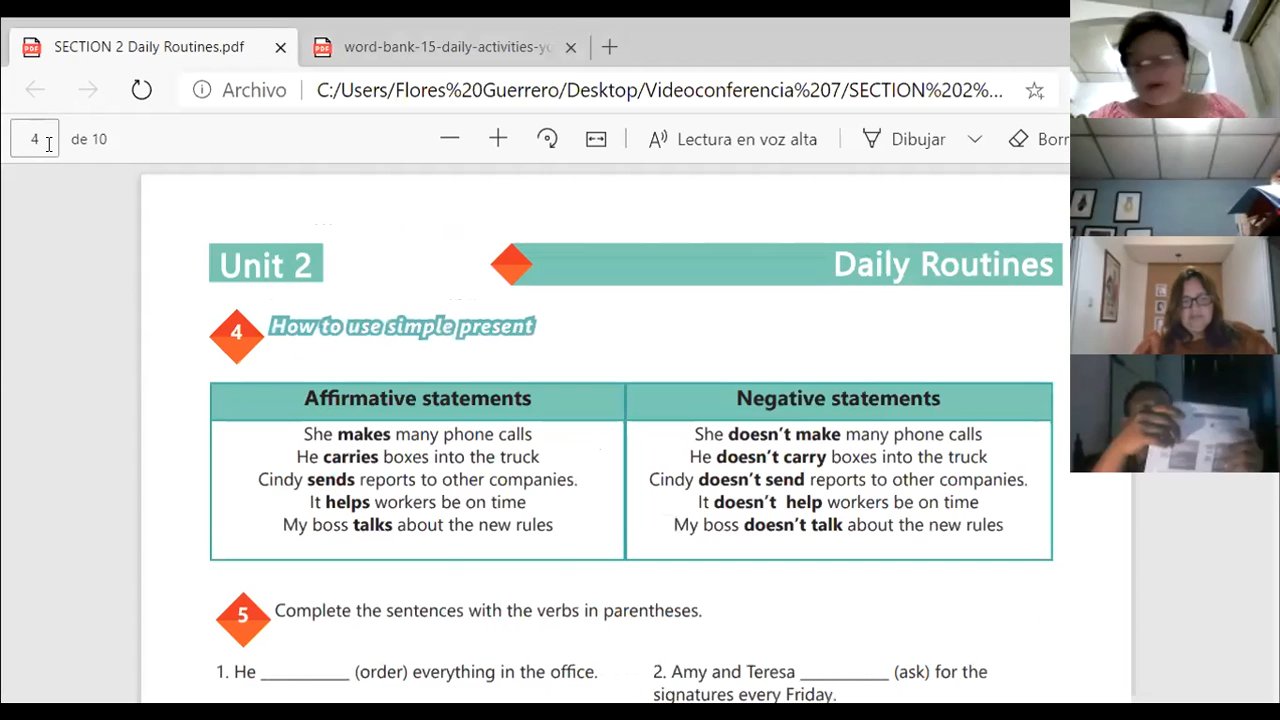 SECTION 2 Daily Routines.pdf
word-bank-15-daily-activities-yo
Archivo
C:/Users/Flores%20Guerrero/Desktop/Videoconferencia%207/SECTION%202%...
4
de 10
Lectura en voz alta
Dibujar
Borr
Unit 2
Daily Routines
4
How to use simple present
Affirmative statements
She makes many phone calls
He carries boxes into the truck
Cindy sends reports to other companies.
It helps workers be on time
My boss talks about the new rules
Negative statements
She doesn't make many phone calls
He doesn't carry boxes into the truck
Cindy doesn't send reports to other companies.
It doesn't help workers be on time
My boss doesn't talk about the new rules
5
Complete the sentences with the verbs in parentheses.
1. He _________ (order) everything in the office.
2. Amy and Teresa _________ (ask) for the
signatures every Friday.